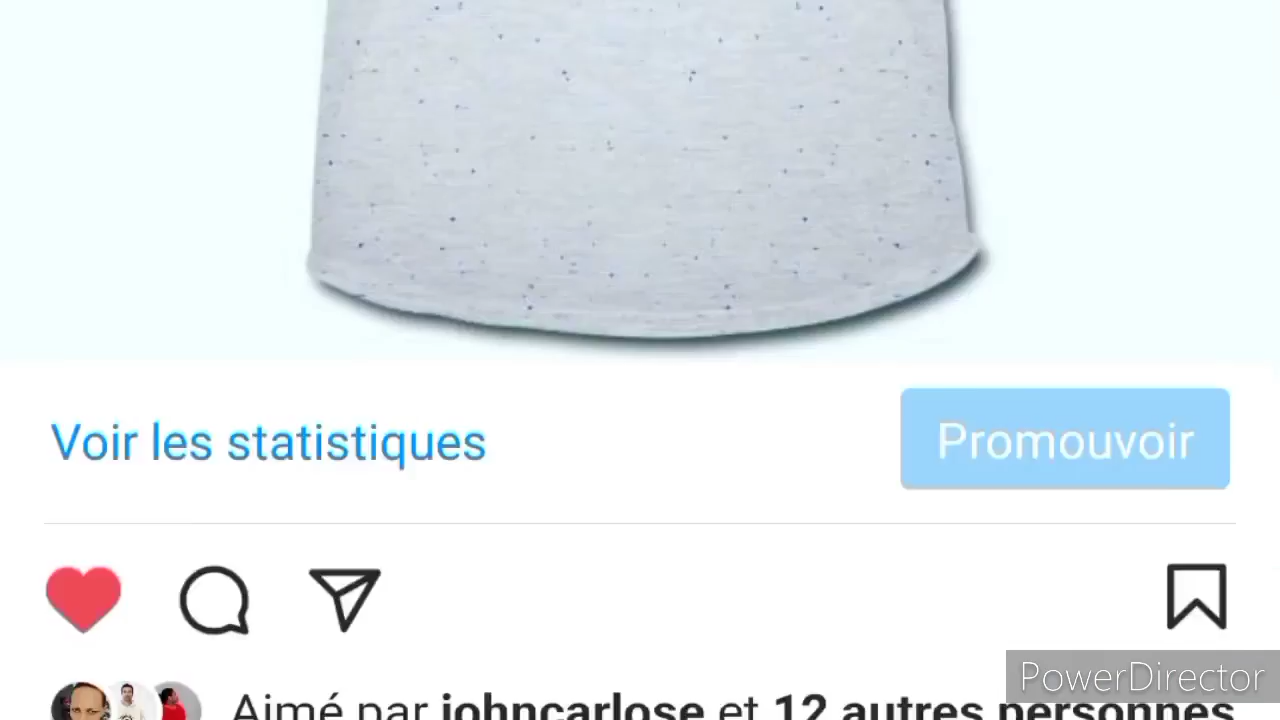 Voir les statistiques
Promouvoir
PowerDirector
Aimé par johncarlose et 12 autres personnes